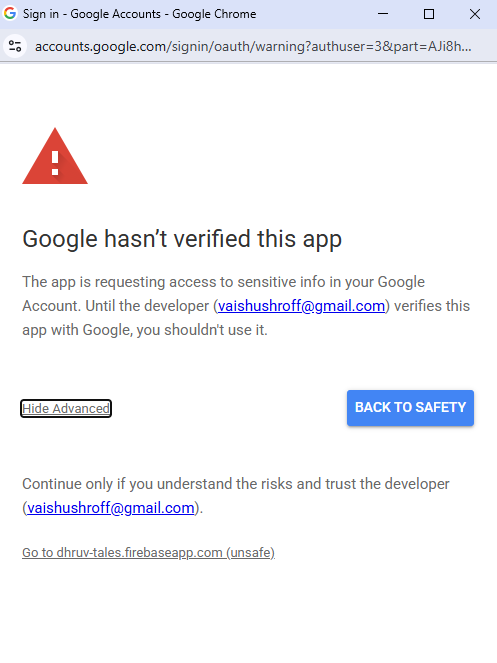 Sign in - Google Accounts - Google Chrome
accounts.google.com/signin/oauth/warning?authuser=3&part=AJi8h...
Google hasn’t verified this app
The app is requesting access to sensitive info in your Google
Account. Until the developer (vaishushroff@gmail.com) verifies this
app with Google, you shouldn't use it.
Hide Advanced
BACK TO SAFETY
Continue only if you understand the risks and trust the developer
(vaishushroff@gmail.com).
Go to dhruv-tales.firebaseapp.com (unsafe)